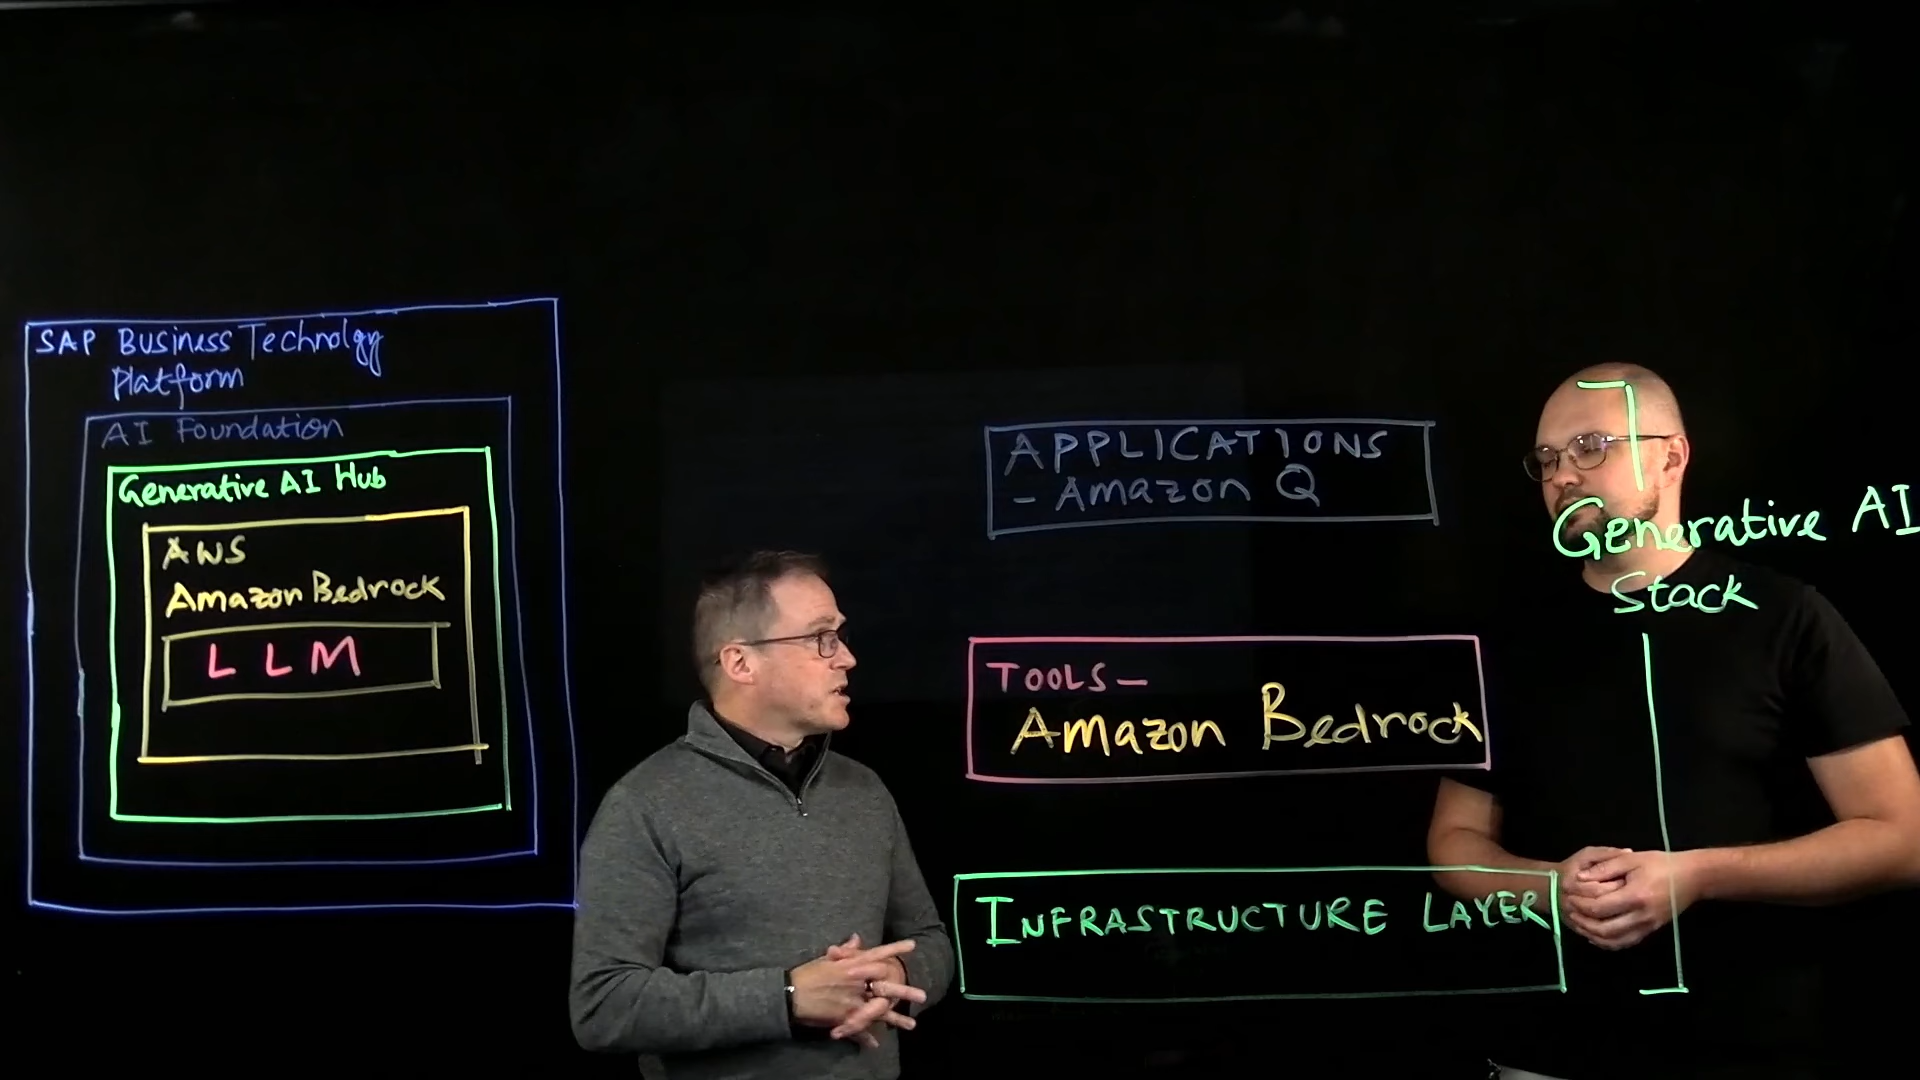 SAP Business Technolgy
Platform
AI Foundation
Generative AI Hub
AWS
Amazon Bedrock
LLM
APPLICATIONS
- Amazon Q
TOOLS-
Amazon Bedrock
INFRASTRUCTURE LAYER
Generative AI
Stack